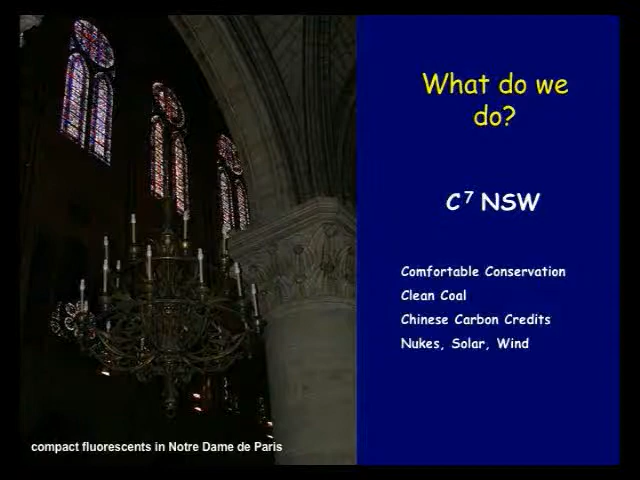 What do we
do?
C⁷ NSW
Comfortable Conservation
Clean Coal
Chinese Carbon Credits
Nukes, Solar, Wind
compact fluorescents in Notre Dame de Paris